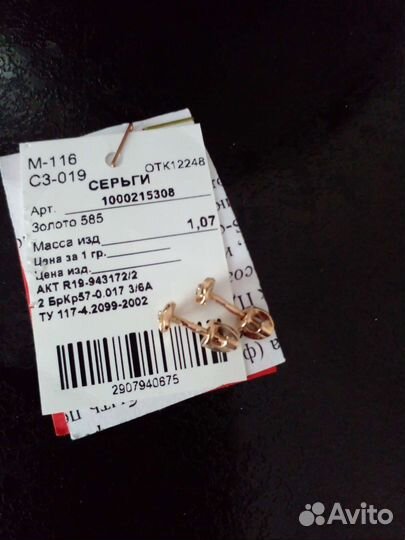 М-116
ОТК12248
СЗ-019
СЕРЬГИ
Арт. 1000215308
Золото 585
Масса изд 1,07
Цена за 1 гр.
Цена изд.
АКТ R19-943172/2
2 БрКр57-0.017 3/6А
ТУ 117-4.2099-2002
2907940675
Avito